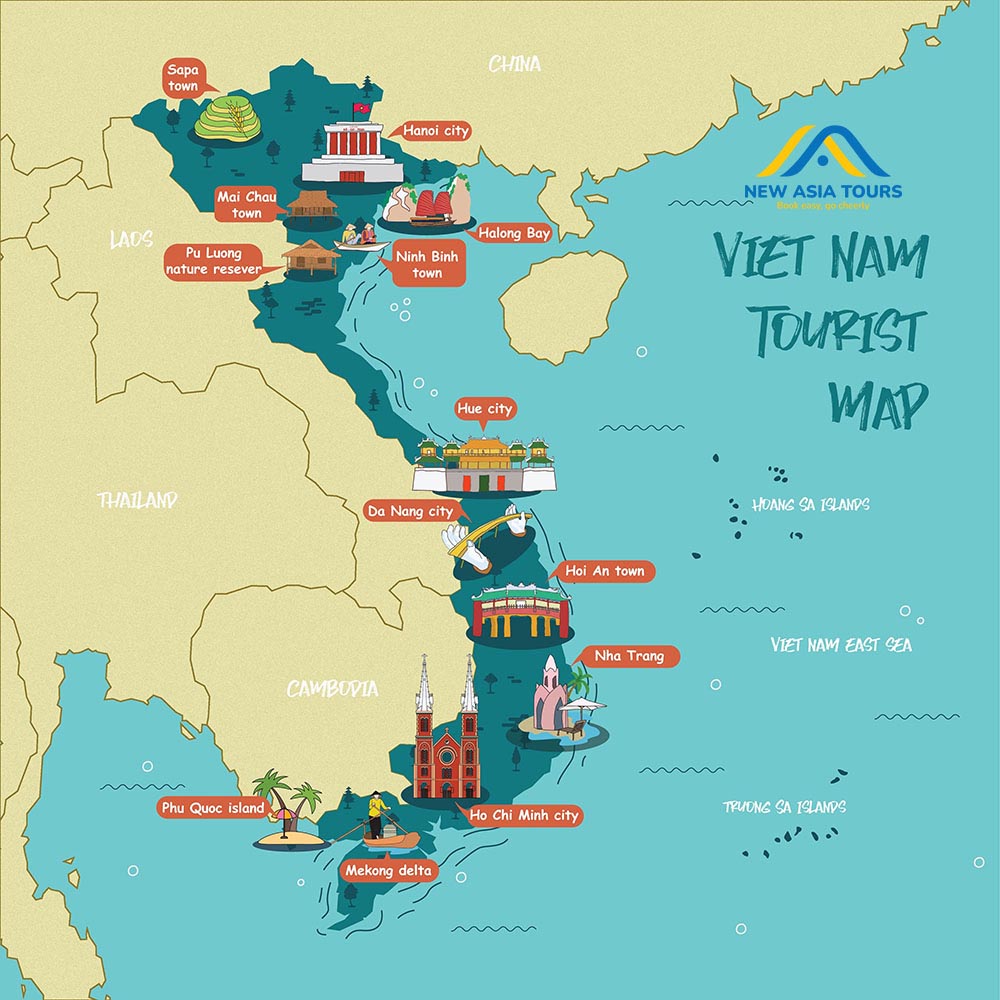 CHINA
Sapa
town
Hanoi city
NEW ASIA TOURS
Book easy, go cheerly
Mai Chau
town
Halong Bay
LAOS
Pu Luong
nature resever
Ninh Binh
town
VIET NAM
TOURIST
MAP
Hue city
THAILAND
Da Nang city
HOANG SA ISLANDS
Hoi An town
VIET NAM EAST SEA
Nha Trang
CAMBODIA
Phu Quoc island
Ho Chi Minh city
TRUONG SA ISLANDS
Mekong delta